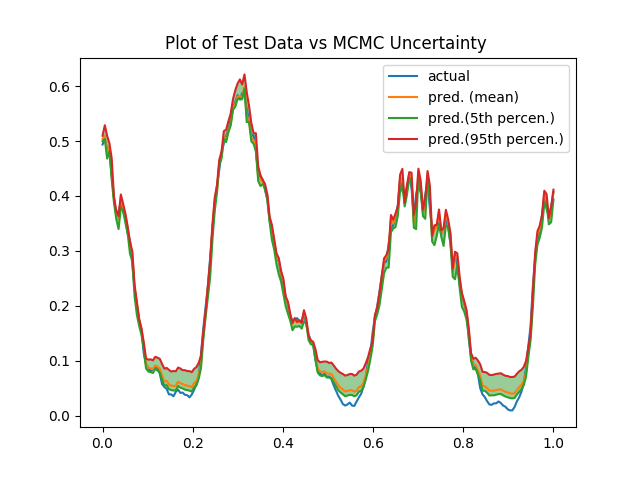 Plot of Test Data vs MCMC Uncertainty
actual
pred. (mean)
pred.(5th percen.)
pred.(95th percen.)
0.6
0.5
0.4
0.3
0.2
0.1
0.0
0.0 0.2 0.4 0.6 0.8 1.0